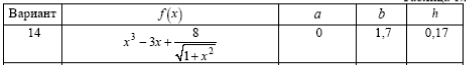 Вариант f(x) a b h
14 x³ − 3x + 8/√(1+x²) 0 1,7 0,17